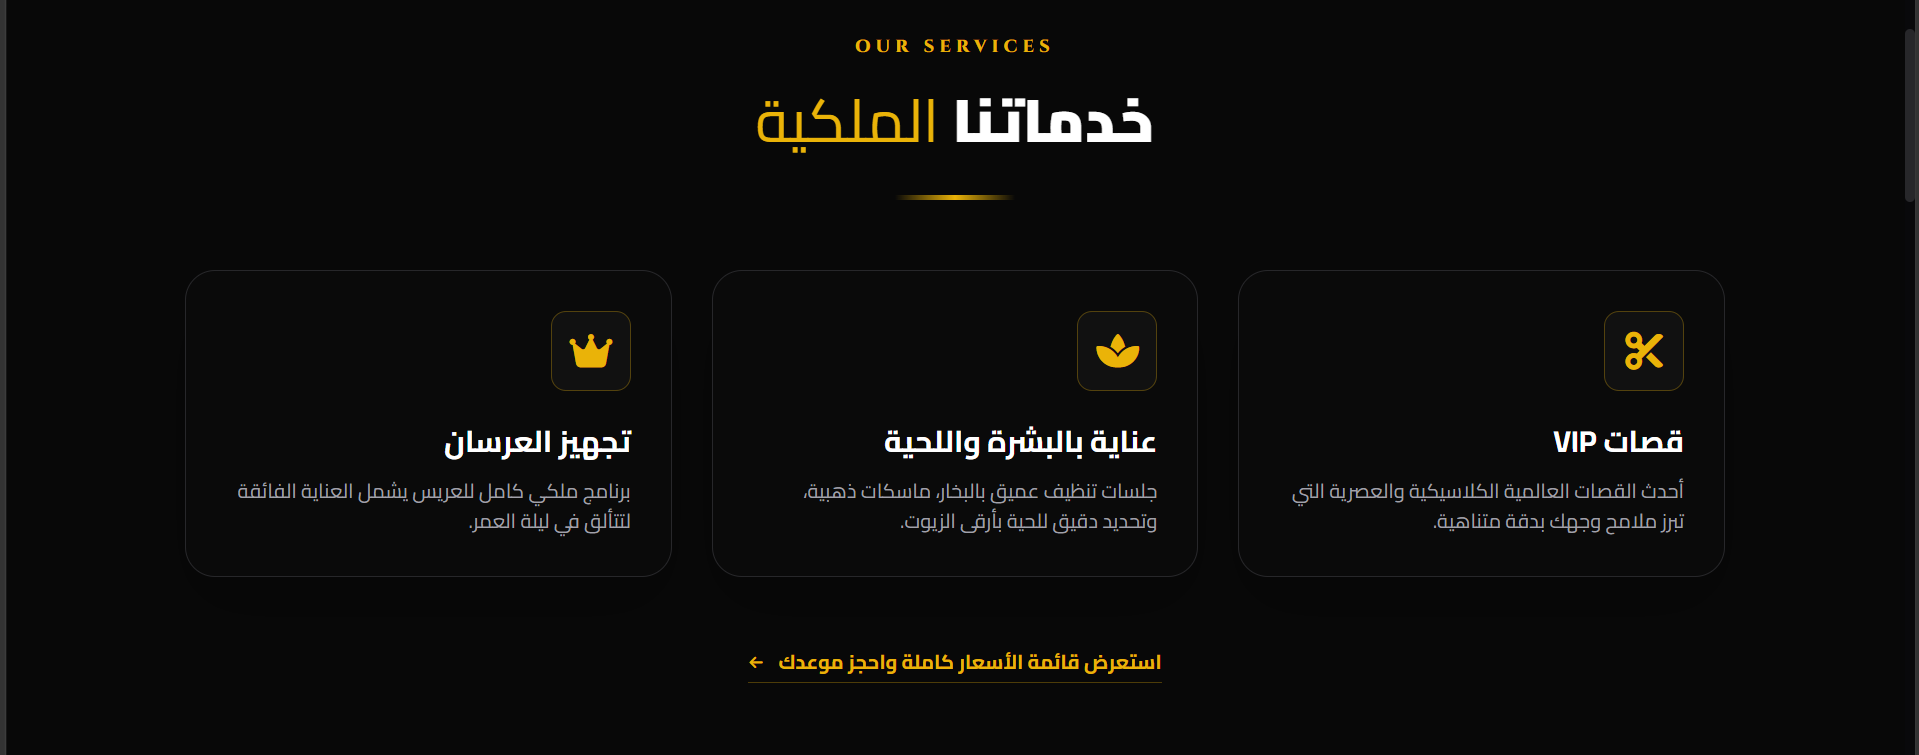 OUR SERVICES
خدماتنا الملكية
قصات VIP
أحدث القصات العالمية الكلاسيكية والعصرية التي
تبرز ملامح وجهك بدقة متناهية.
عناية بالبشرة واللحية
جلسات تنظيف عميق بالبخار، ماسكات ذهبية،
وتحديد دقيق للحية بأرقى الزيوت.
تجهيز العرسان
برنامج ملكي كامل للعريس يشمل العناية الفائقة
لتتألق في ليلة العمر.
استعرض قائمة الأسعار كاملة واحجز موعدك ←